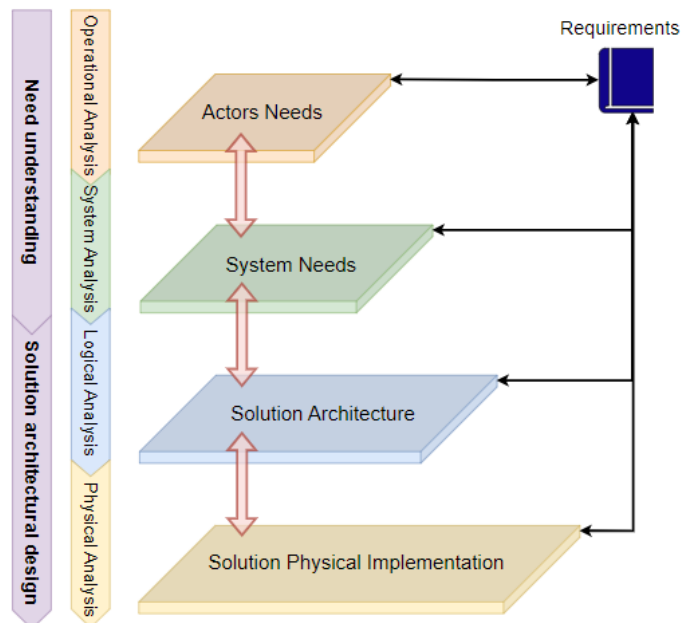 Requirements
Need understanding
Solution architectural design
Operational Analysis
System Analysis
Logical Analysis
Physical Analysis
Actors Needs
System Needs
Solution Architecture
Solution Physical Implementation